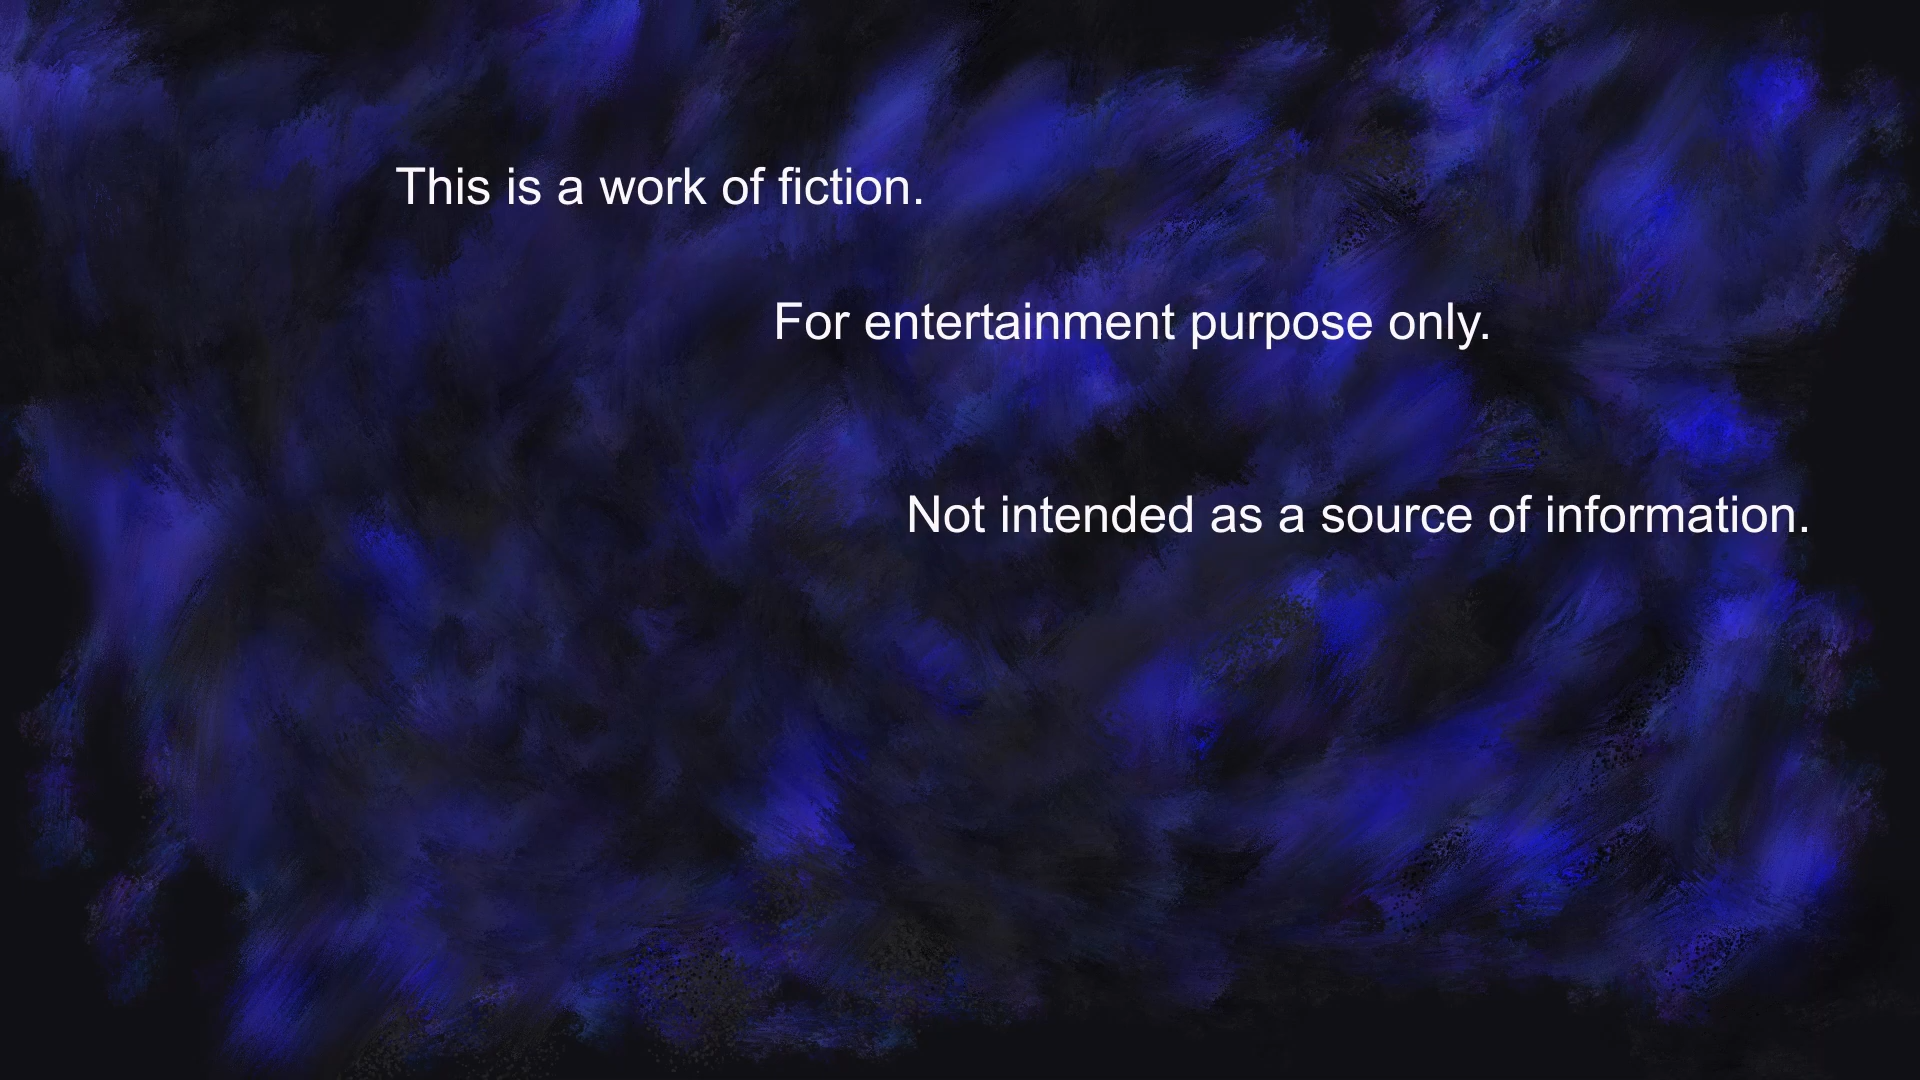 This is a work of fiction.
For entertainment purpose only.
Not intended as a source of information.